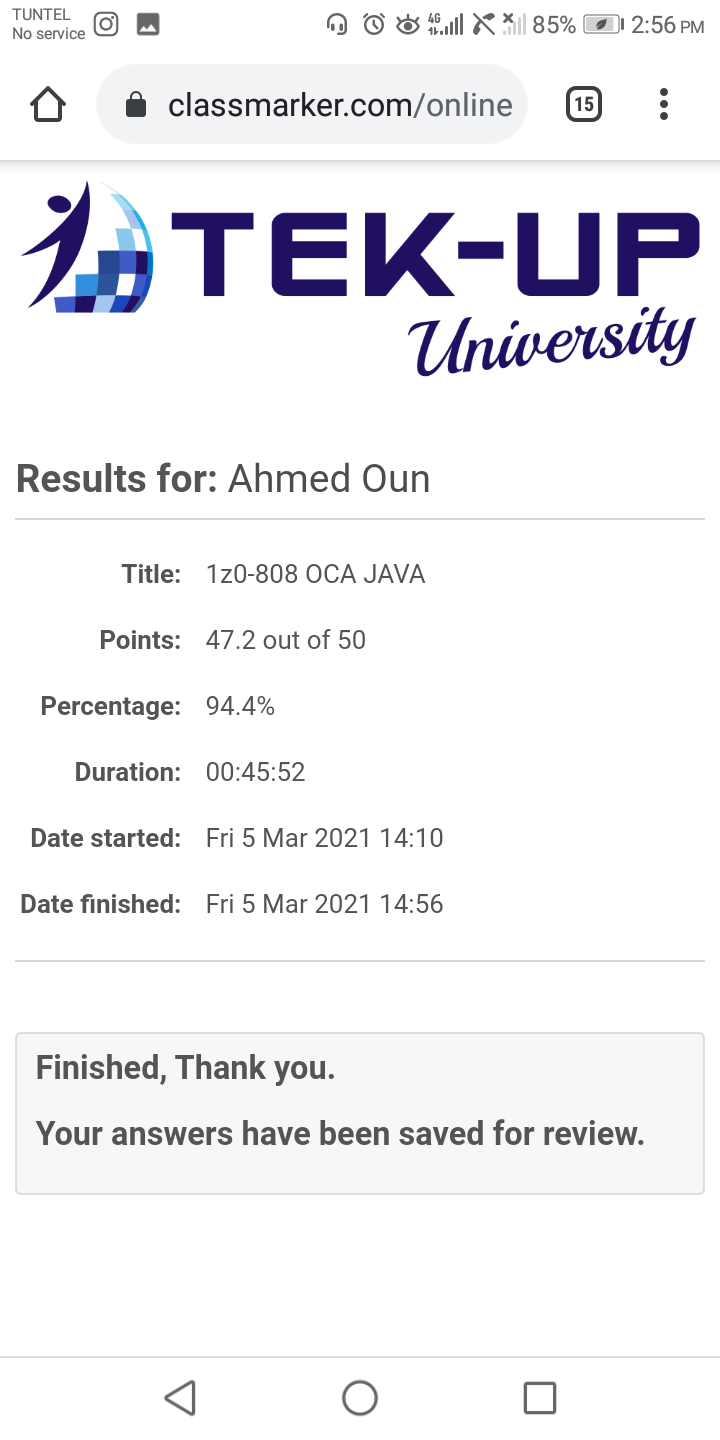 TUNTEL
No service
4G
85%
2:56 PM
classmarker.com/online
15
TEK-UP
University
Results for: Ahmed Oun
Title: 1z0-808 OCA JAVA
Points: 47.2 out of 50
Percentage: 94.4%
Duration: 00:45:52
Date started: Fri 5 Mar 2021 14:10
Date finished: Fri 5 Mar 2021 14:56
Finished, Thank you.
Your answers have been saved for review.